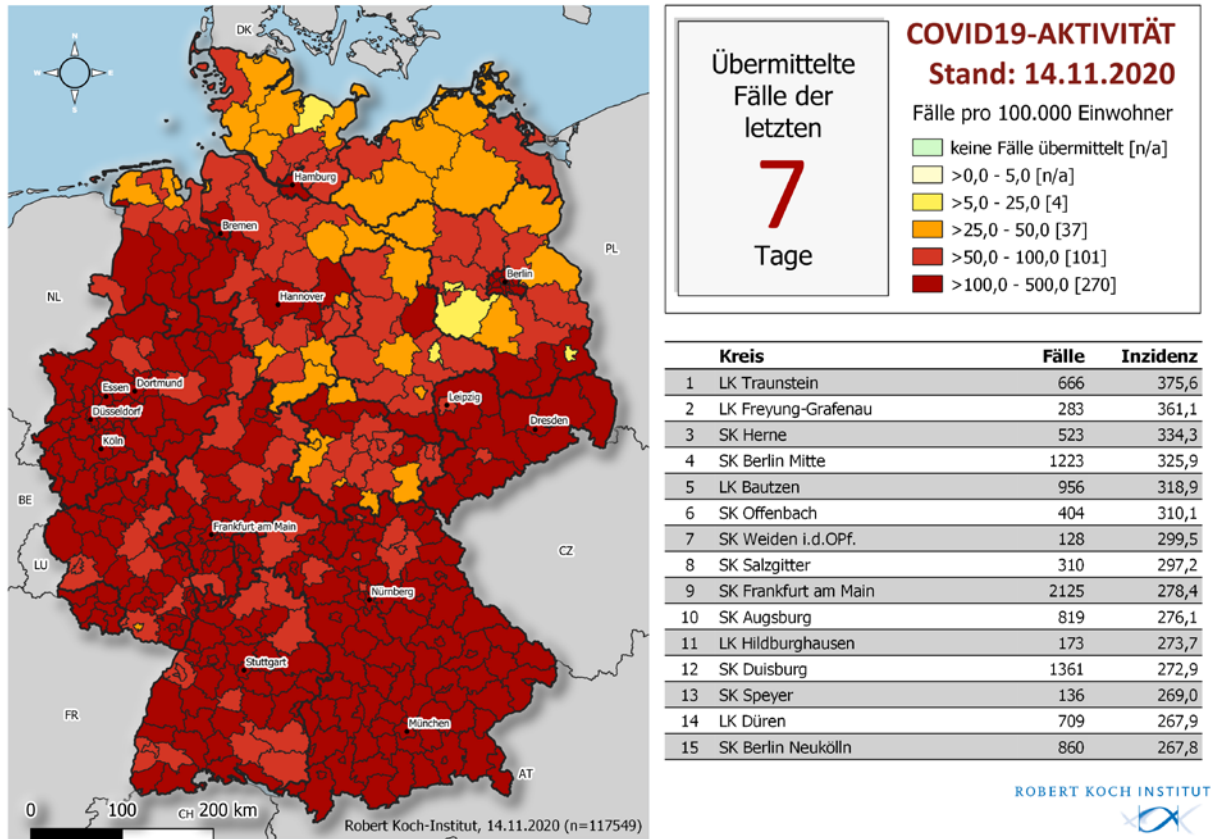 DK
N
W
E
S
Hamburg
Bremen
PL
Berlin
NL
Hannover
Essen
Dortmund
Düsseldorf
Leipzig
Dresden
Köln
BE
Frankfurt am Main
CZ
LU
Nürnberg
Stuttgart
FR
München
AT
0 100 CH 200 km
Robert Koch-Institut, 14.11.2020 (n=117549)
Übermittelte
Fälle der
letzten
7
Tage
COVID19-AKTIVITÄT
Stand: 14.11.2020
Fälle pro 100.000 Einwohner
keine Fälle übermittelt [n/a]
>0,0 - 5,0 [n/a]
>5,0 - 25,0 [4]
>25,0 - 50,0 [37]
>50,0 - 100,0 [101]
>100,0 - 500,0 [270]
Kreis Fälle Inzidenz
1 LK Traunstein 666 375,6
2 LK Freyung-Grafenau 283 361,1
3 SK Herne 523 334,3
4 SK Berlin Mitte 1223 325,9
5 LK Bautzen 956 318,9
6 SK Offenbach 404 310,1
7 SK Weiden i.d.OPf. 128 299,5
8 SK Salzgitter 310 297,2
9 SK Frankfurt am Main 2125 278,4
10 SK Augsburg 819 276,1
11 LK Hildburghausen 173 273,7
12 SK Duisburg 1361 272,9
13 SK Speyer 136 269,0
14 LK Düren 709 267,9
15 SK Berlin Neukölln 860 267,8
ROBERT KOCH INSTITUT